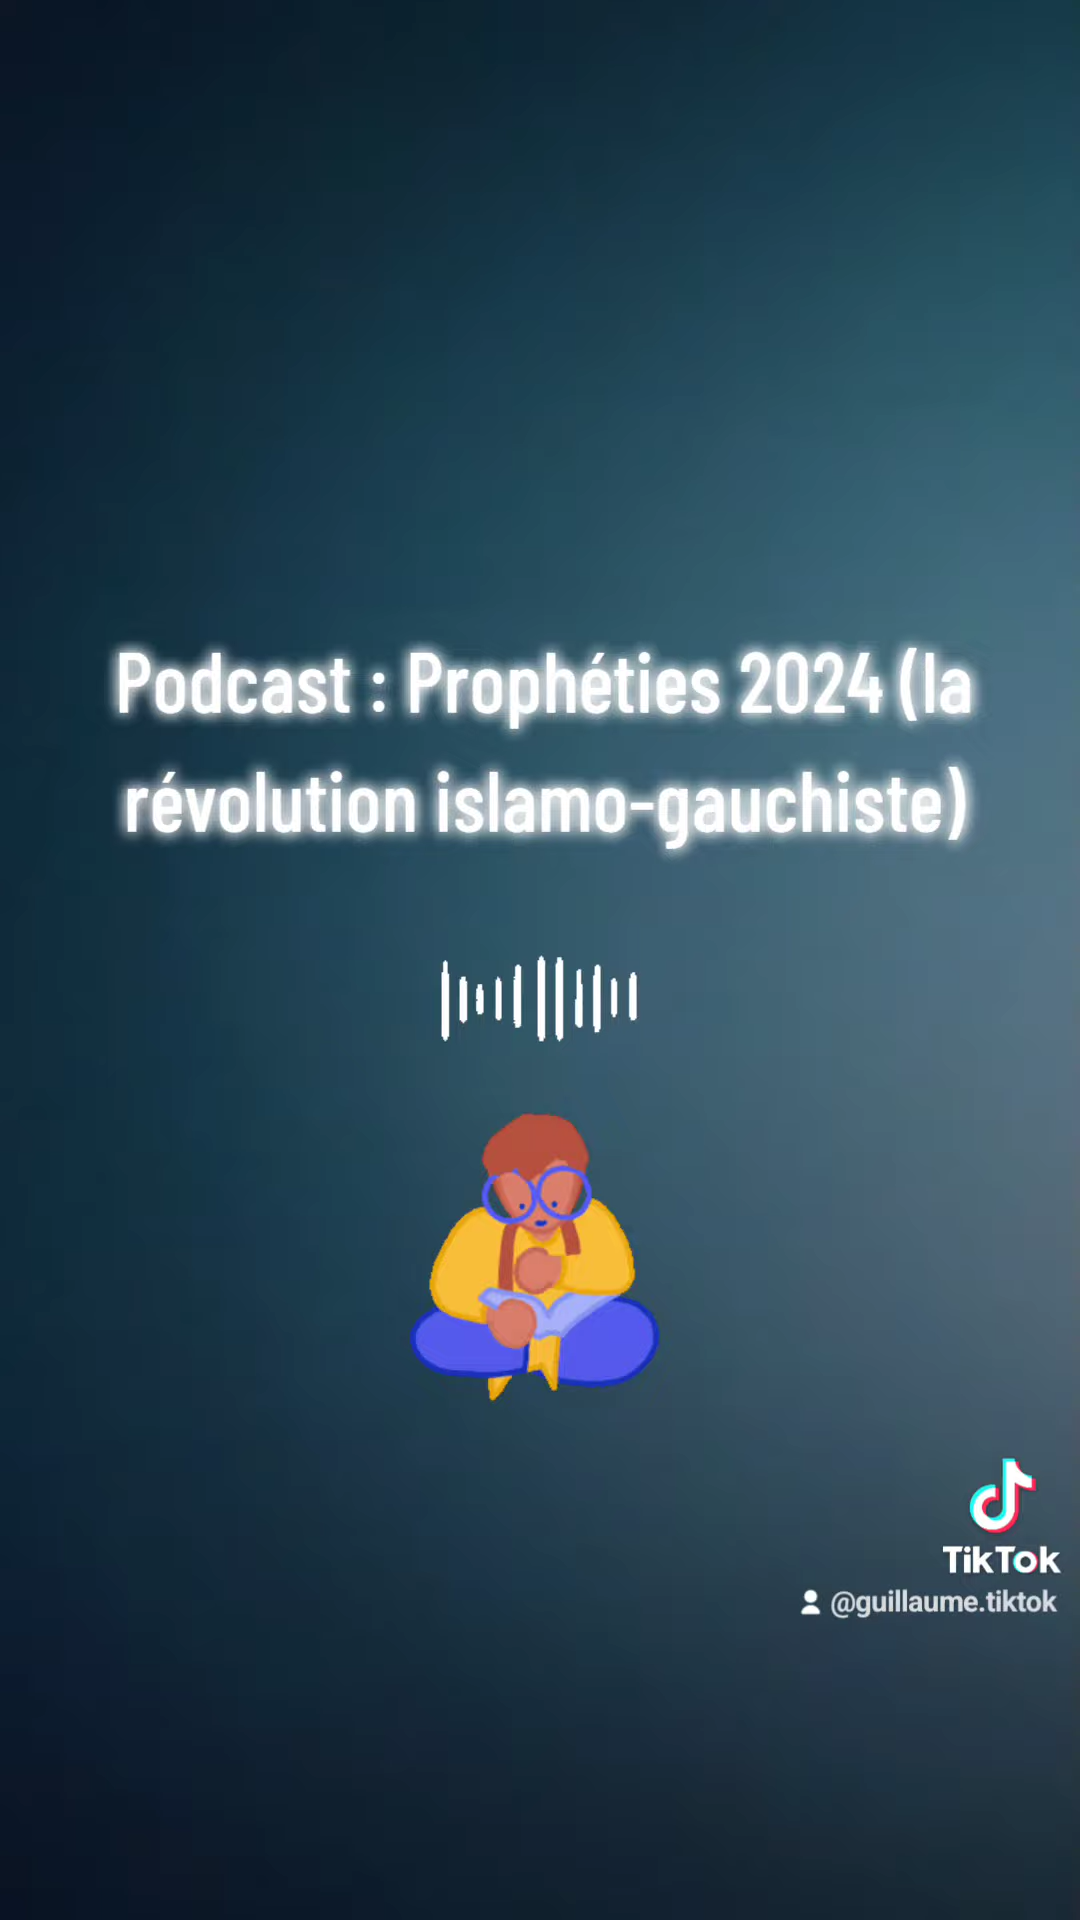 Podcast : Prophéties 2024 (la
révolution islamo-gauchiste)
TikTok
@guillaume.tiktok